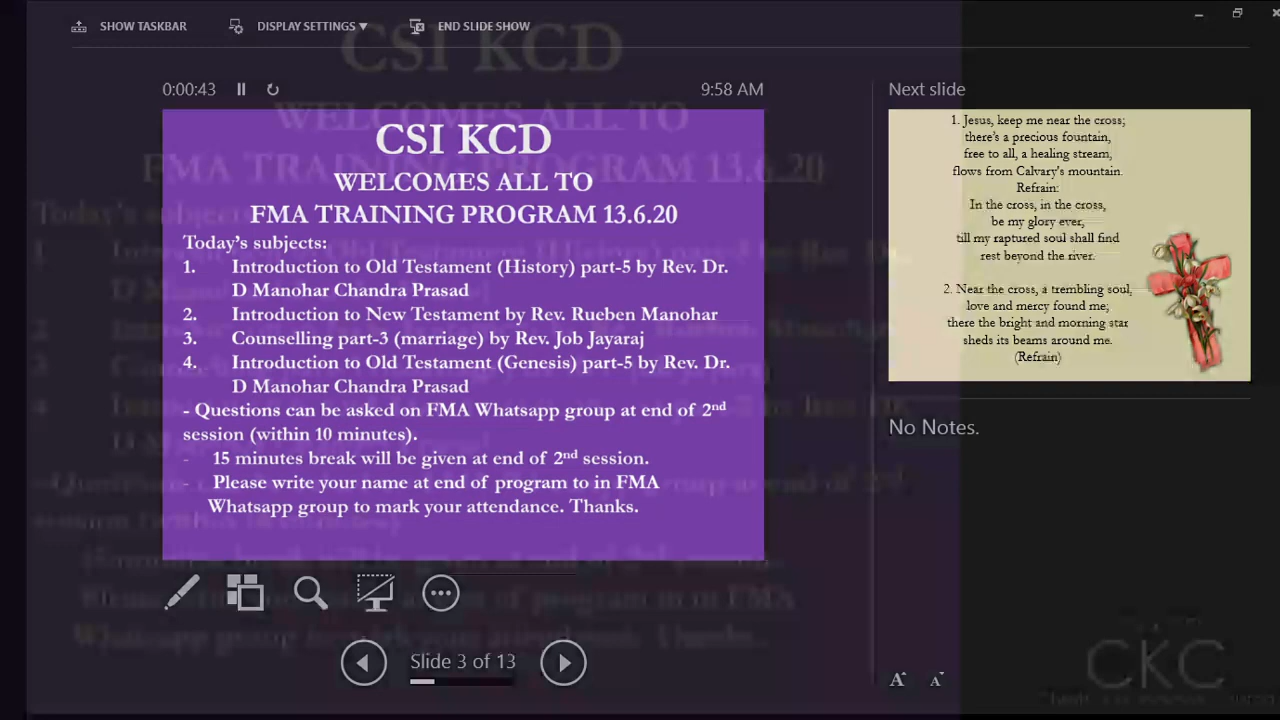 SHOW TASKBAR
DISPLAY SETTINGS
END SLIDE SHOW
0:00:43
9:58 AM
CSI KCD
WELCOMES ALL TO
FMA TRAINING PROGRAM 13.6.20
Today's subjects:
1. Introduction to Old Testament (History) part-5 by Rev. Dr.
D Manohar Chandra Prasad
2. Introduction to New Testament by Rev. Rueben Manohar
3. Counselling part-3 (marriage) by Rev. Job Jayaraj
4. Introduction to Old Testament (Genesis) part-5 by Rev. Dr.
D Manohar Chandra Prasad
- Questions can be asked on FMA Whatsapp group at end of 2nd
session (within 10 minutes).
- 15 minutes break will be given at end of 2nd session.
- Please write your name at end of program to in FMA
Whatsapp group to mark your attendance. Thanks.
Slide 3 of 13
Next slide
1. Jesus, keep me near the cross;
there's a precious fountain,
free to all, a healing stream,
flows from Calvary's mountain.
Refrain:
In the cross, in the cross,
be my glory ever,
till my raptured soul shall find
rest beyond the river.
2. Near the cross, a trembling soul,
love and mercy found me;
there the bright and morning star
sheds its beams around me.
(Refrain)
No Notes.
A A
CKC